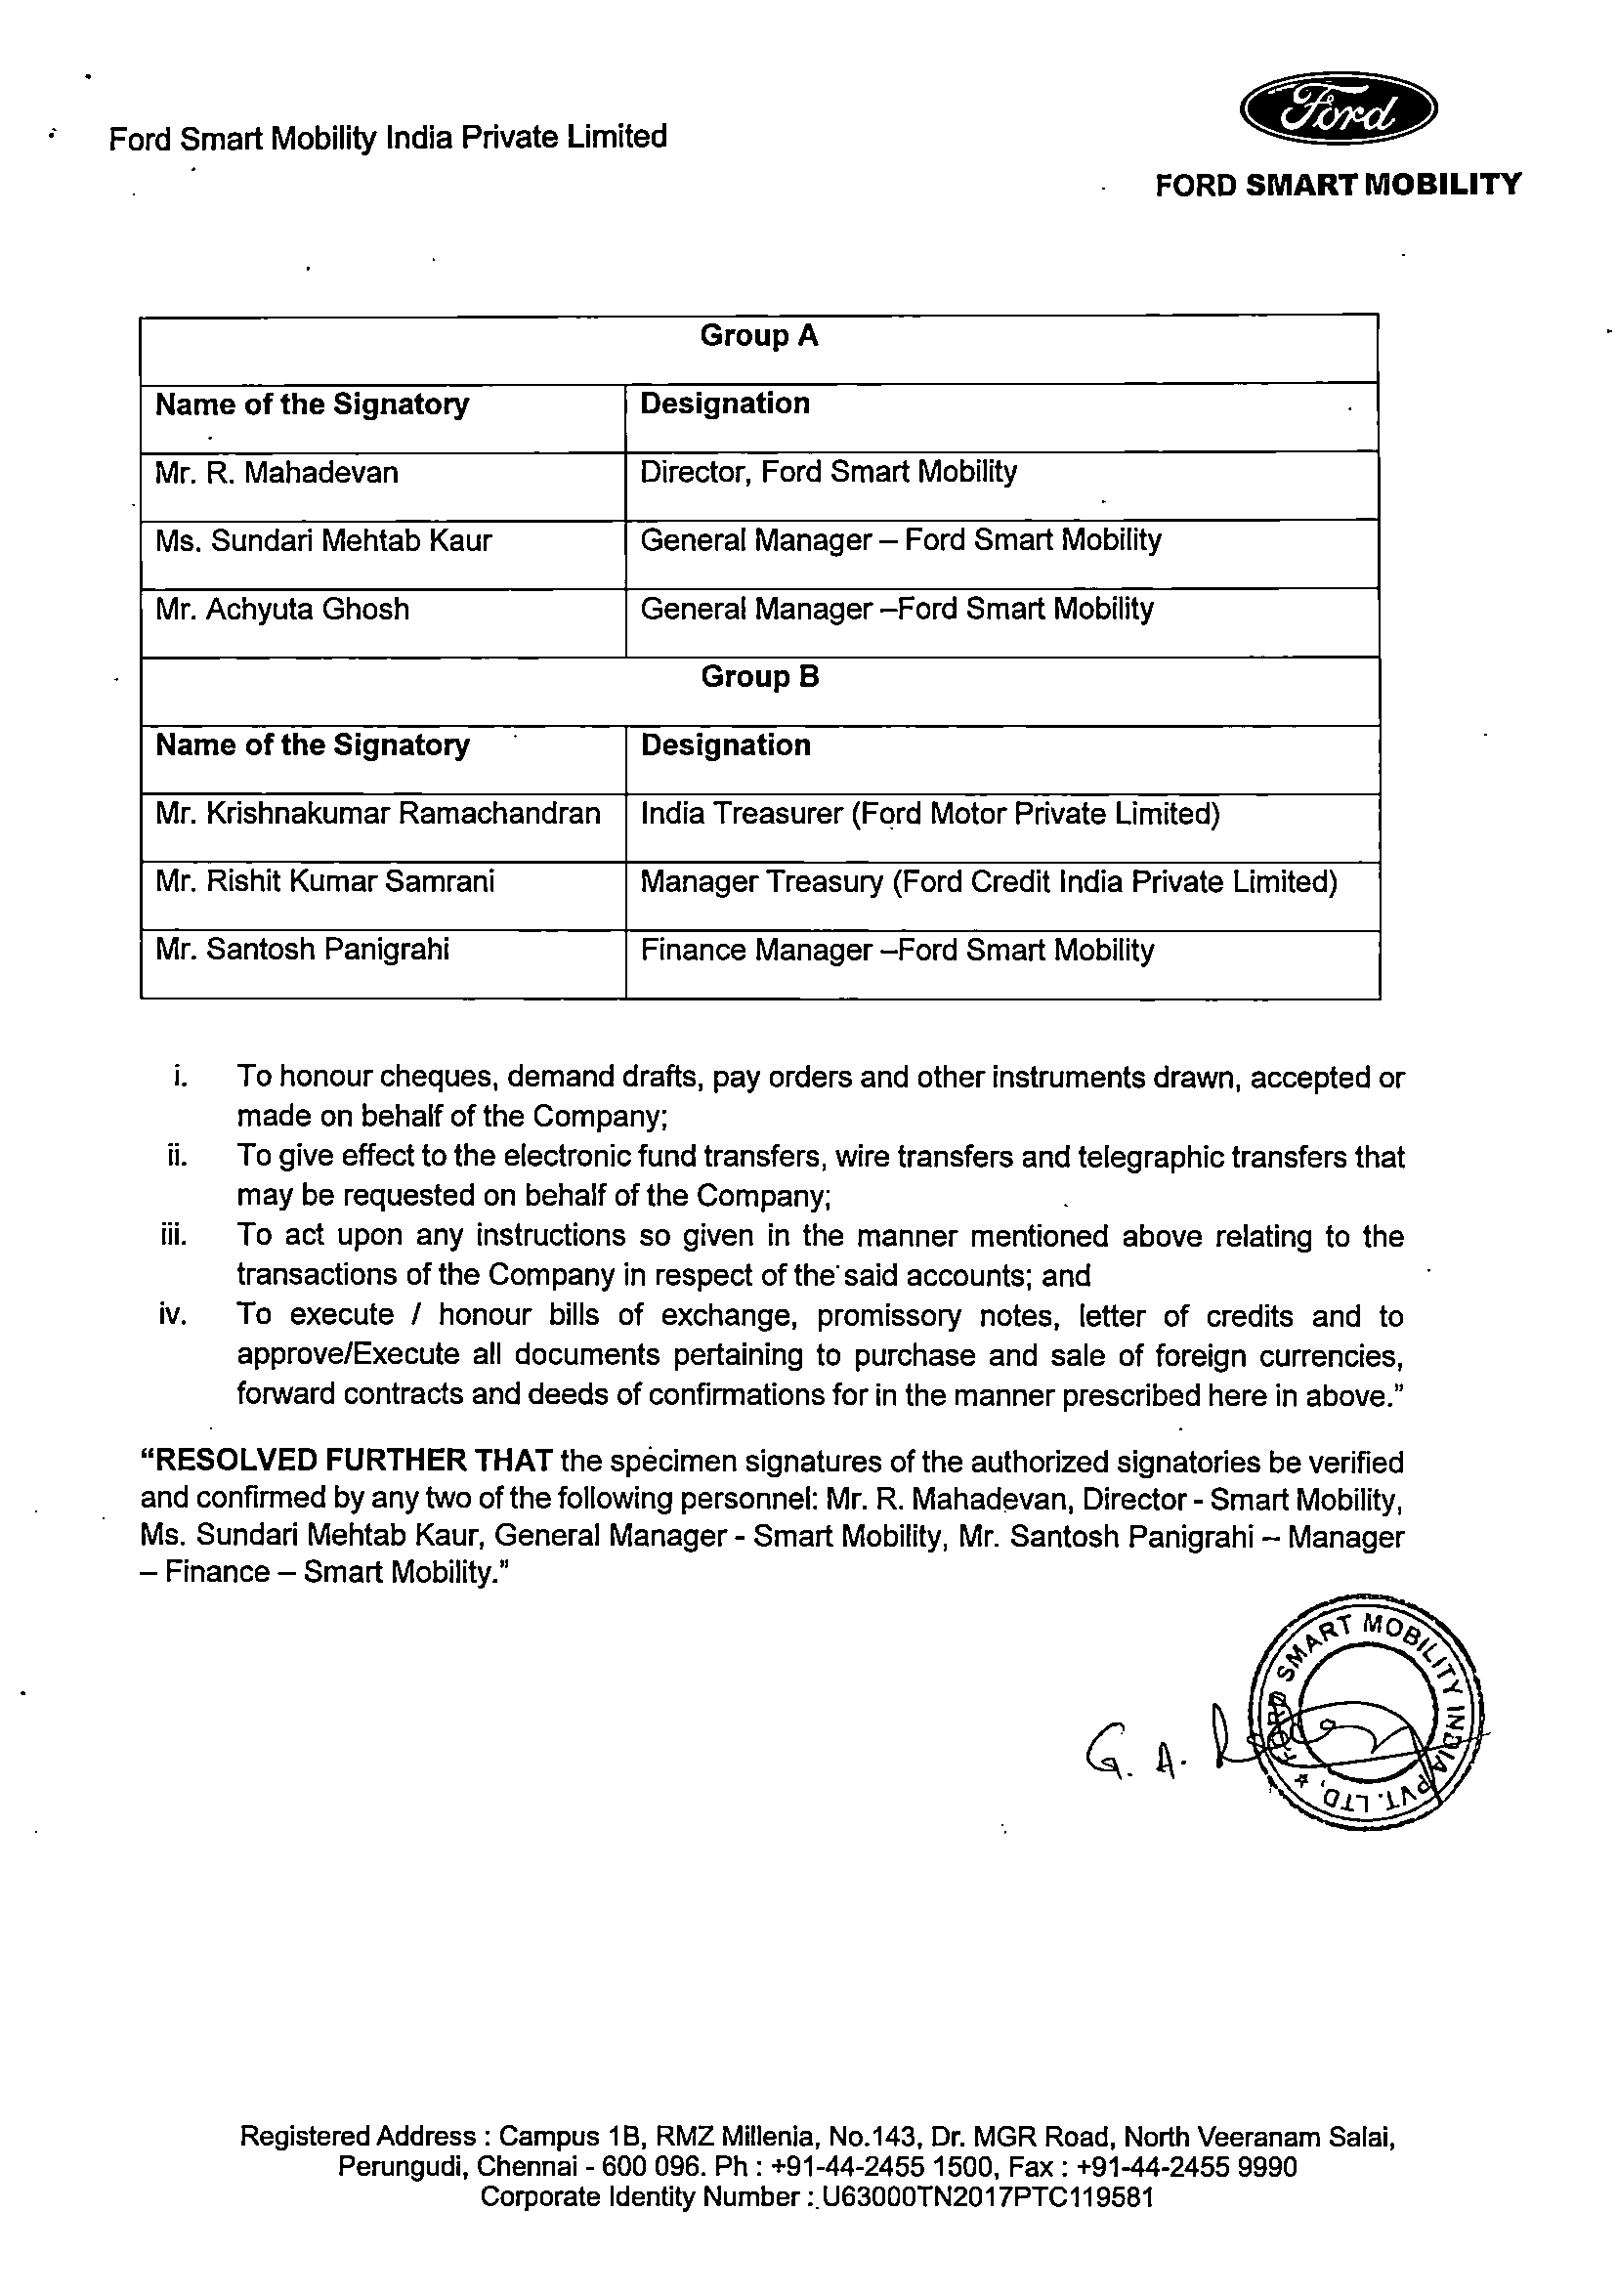 Ford
Ford Smart Mobility India Private Limited
FORD SMART MOBILITY
Group A
Name of the Signatory Designation
Mr. R. Mahadevan Director, Ford Smart Mobility
Ms. Sundari Mehtab Kaur General Manager – Ford Smart Mobility
Mr. Achyuta Ghosh General Manager –Ford Smart Mobility
Group B
Name of the Signatory Designation
Mr. Krishnakumar Ramachandran India Treasurer (Ford Motor Private Limited)
Mr. Rishit Kumar Samrani Manager Treasury (Ford Credit India Private Limited)
Mr. Santosh Panigrahi Finance Manager –Ford Smart Mobility
i. To honour cheques, demand drafts, pay orders and other instruments drawn, accepted or
made on behalf of the Company;
ii. To give effect to the electronic fund transfers, wire transfers and telegraphic transfers that
may be requested on behalf of the Company;
iii. To act upon any instructions so given in the manner mentioned above relating to the
transactions of the Company in respect of the said accounts; and
iv. To execute / honour bills of exchange, promissory notes, letter of credits and to
approve/Execute all documents pertaining to purchase and sale of foreign currencies,
forward contracts and deeds of confirmations for in the manner prescribed here in above.”
“RESOLVED FURTHER THAT the specimen signatures of the authorized signatories be verified
and confirmed by any two of the following personnel: Mr. R. Mahadevan, Director - Smart Mobility,
Ms. Sundari Mehtab Kaur, General Manager - Smart Mobility, Mr. Santosh Panigrahi – Manager
– Finance – Smart Mobility.”
FORD SMART MOBILITY INDIA PVT. LTD. ★
G. A.
Registered Address : Campus 1B, RMZ Millenia, No.143, Dr. MGR Road, North Veeranam Salai,
Perungudi, Chennai - 600 096. Ph : +91-44-2455 1500, Fax : +91-44-2455 9990
Corporate Identity Number : U63000TN2017PTC119581